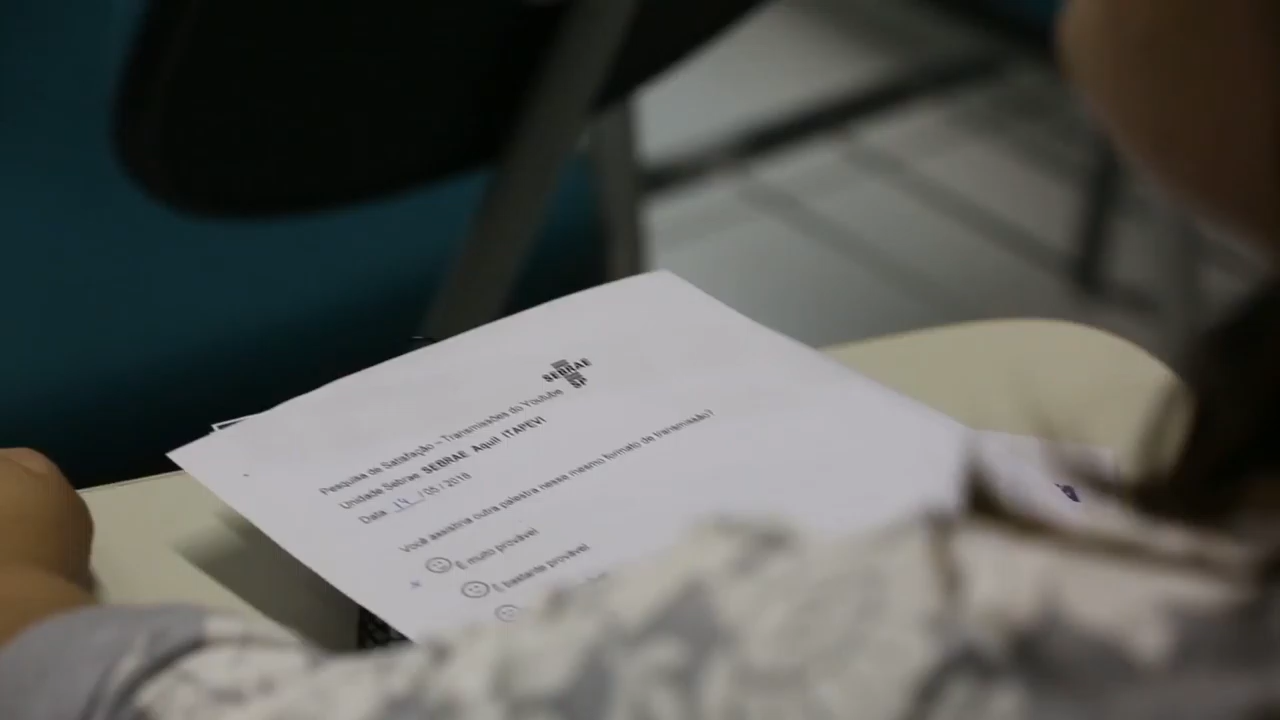 SEBRAE
SP
Pesquisa de Satisfação – Transmissões do Youtube
Unidade Sebrae SEBRAE Aqui! ITAPEVI
Data 14 / 05 / 2018
Você assistiria outra palestra nesse mesmo formato de transmissão?
É muito provável
É bastante provável